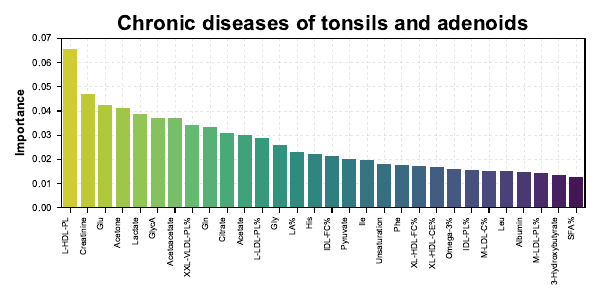 Chronic diseases of tonsils and adenoids
Importance
0.07
0.06
0.05
0.04
0.03
0.02
0.01
0.00
L-HDL-PL
Creatinine
Glu
Acetone
Lactate
GlycA
Acetoacetate
XXL-VLDL-PL%
Gln
Citrate
Acetate
L-LDL-PL%
Gly
LA%
His
IDL-FC%
Pyruvate
Ile
Unsaturation
Phe
XL-HDL-FC%
XL-HDL-CE%
Omega-3%
IDL-PL%
M-LDL-C%
Leu
Albumin
M-LDL-PL%
3-Hydroxybutyrate
SFA%